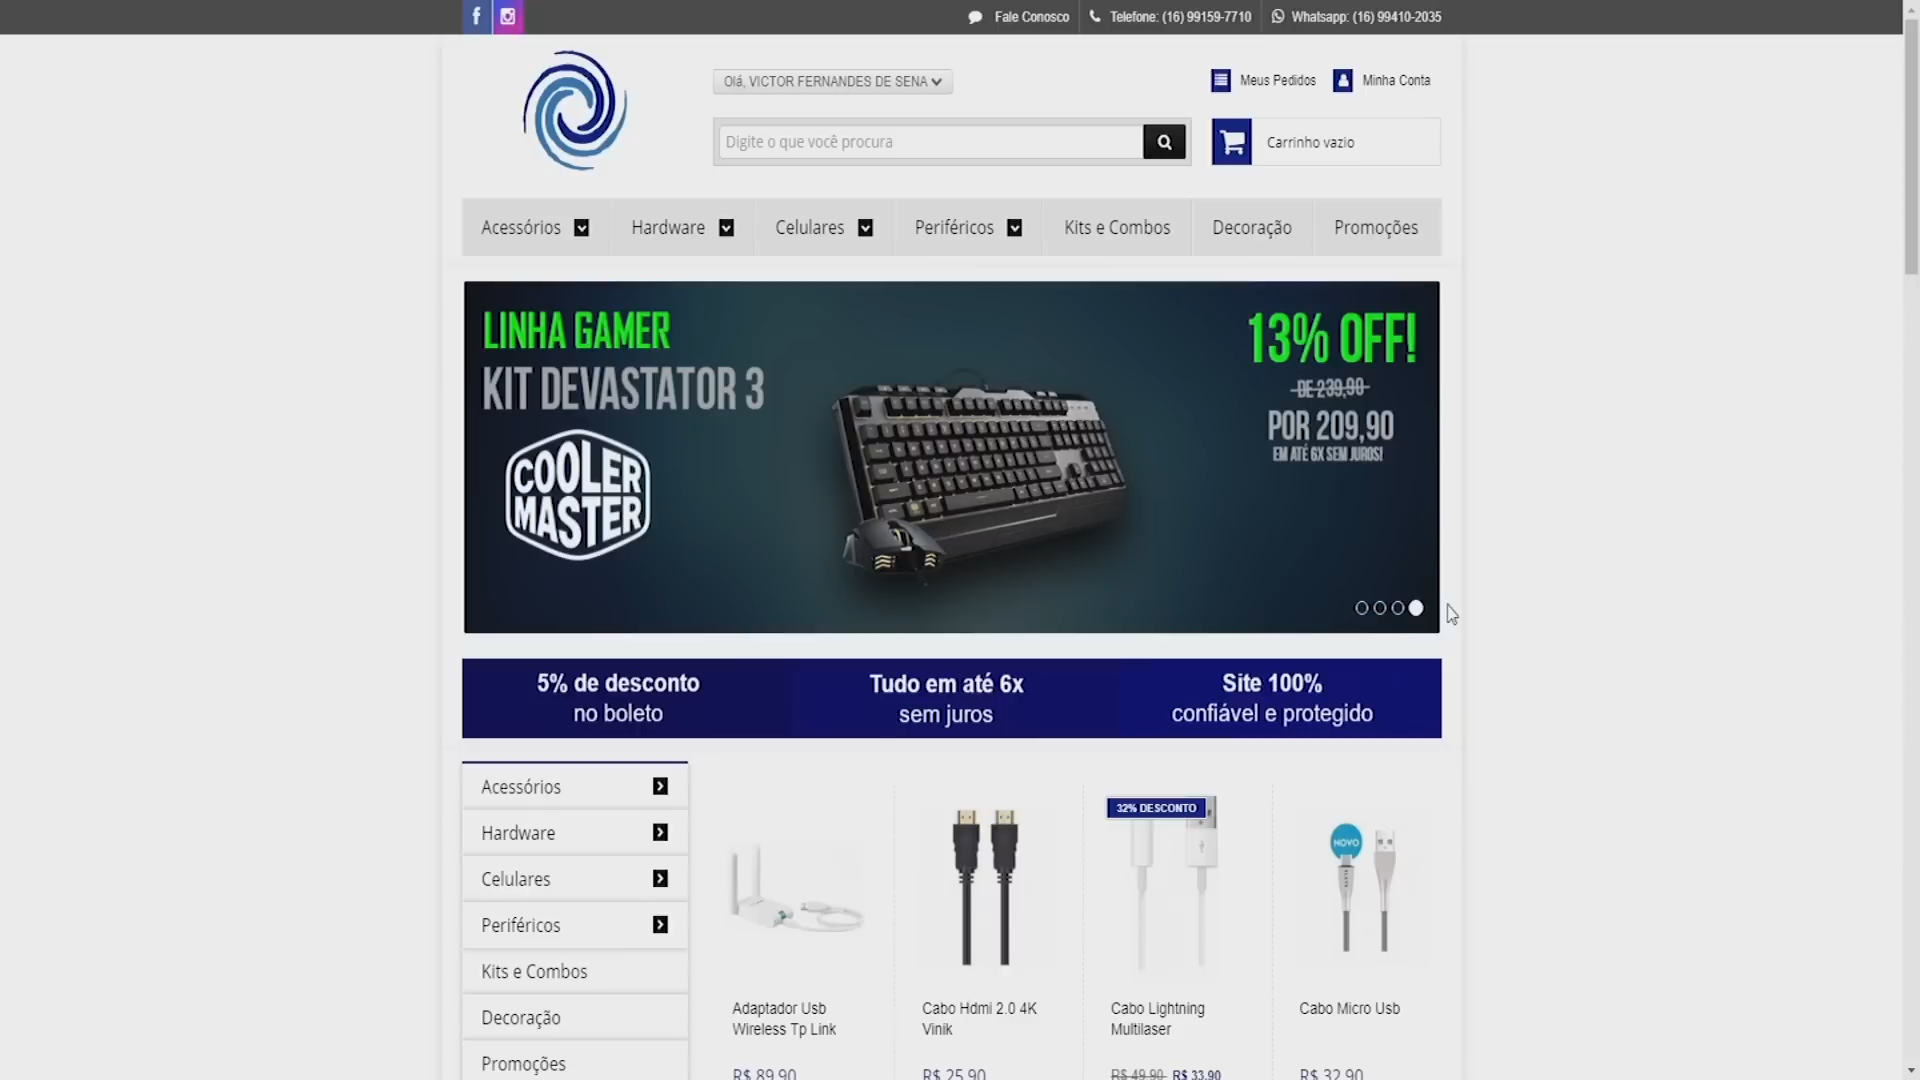 Fale Conosco
Telefone: (16) 99159-7710
Whatsapp: (16) 99410-2035
Olá, VICTOR FERNANDES DE SENA
Meus Pedidos
Minha Conta
Digite o que você procura
Carrinho vazio
Acessórios
Hardware
Celulares
Periféricos
Kits e Combos
Decoração
Promoções
LINHA GAMER
KIT DEVASTATOR 3
COOLER
MASTER
13% OFF!
DE 239,90
POR 209,90
EM ATÉ 6X SEM JUROS!
5% de desconto
no boleto
Tudo em até 6x
sem juros
Site 100%
confiável e protegido
Acessórios
Hardware
Celulares
Periféricos
Kits e Combos
Decoração
Promoções
Adaptador Usb
Wireless Tp Link
R$ 89,90
Cabo Hdmi 2.0 4K
Vinik
R$ 25,90
32% DESCONTO
Cabo Lightning
Multilaser
R$ 49,90 R$ 33,90
NOVO
Cabo Micro Usb
R$ 32,90